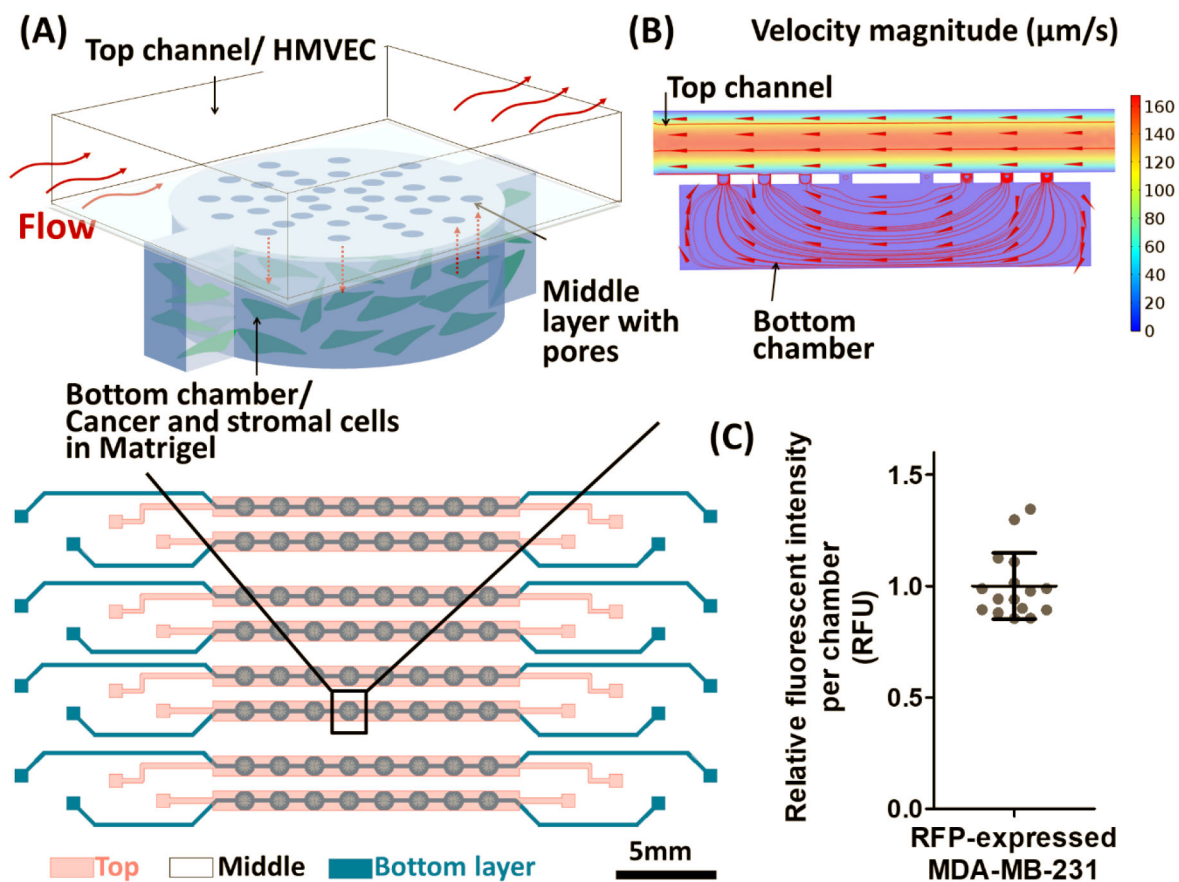 (A)
Top channel/ HMVEC
Flow
Middle
layer with
pores
Bottom chamber/
Cancer and stromal cells
in Matrigel
Top
Middle
Bottom layer
5mm
(B)
Velocity magnitude (µm/s)
Top channel
Bottom
chamber
160
140
120
100
80
60
40
20
0
(C)
Relative fluorescent intensity
per chamber
(RFU)
1.5
1.0
0.5
0.0
RFP-expressed
MDA-MB-231